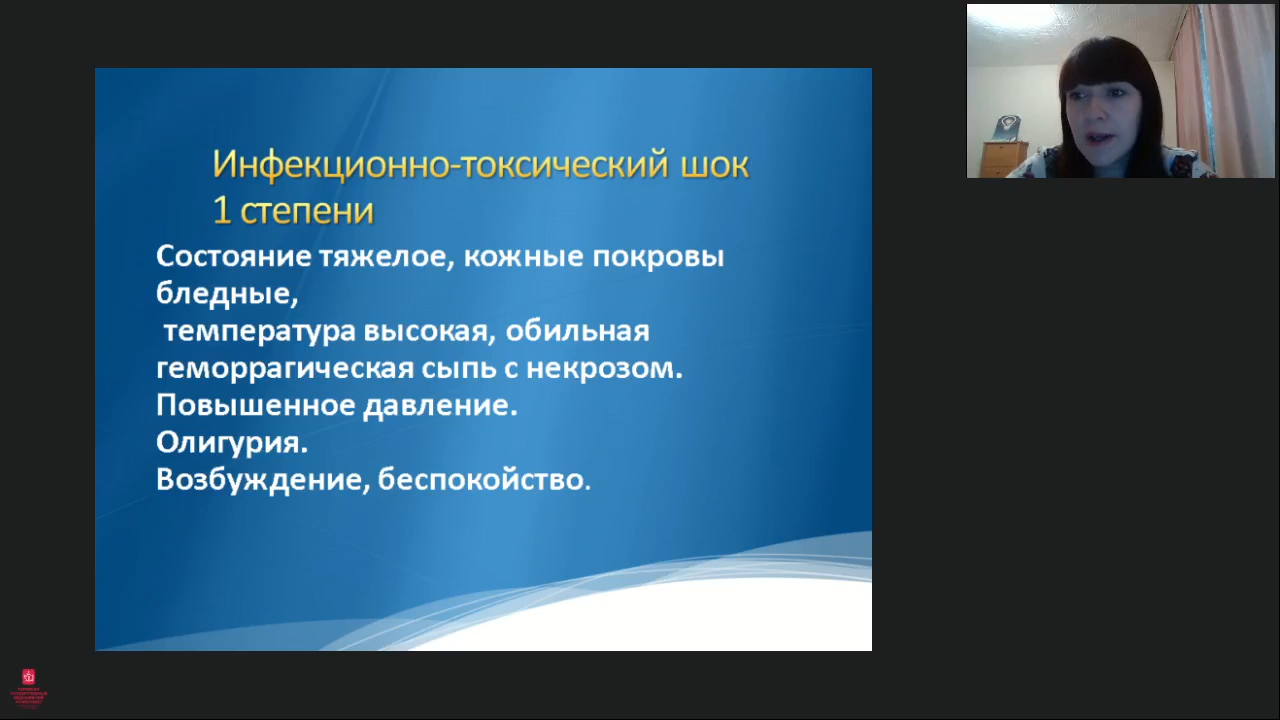 Инфекционно-токсический шок
1 степени
Состояние тяжелое, кожные покровы
бледные,
температура высокая, обильная
геморрагическая сыпь с некрозом.
Повышенное давление.
Олигурия.
Возбуждение, беспокойство.